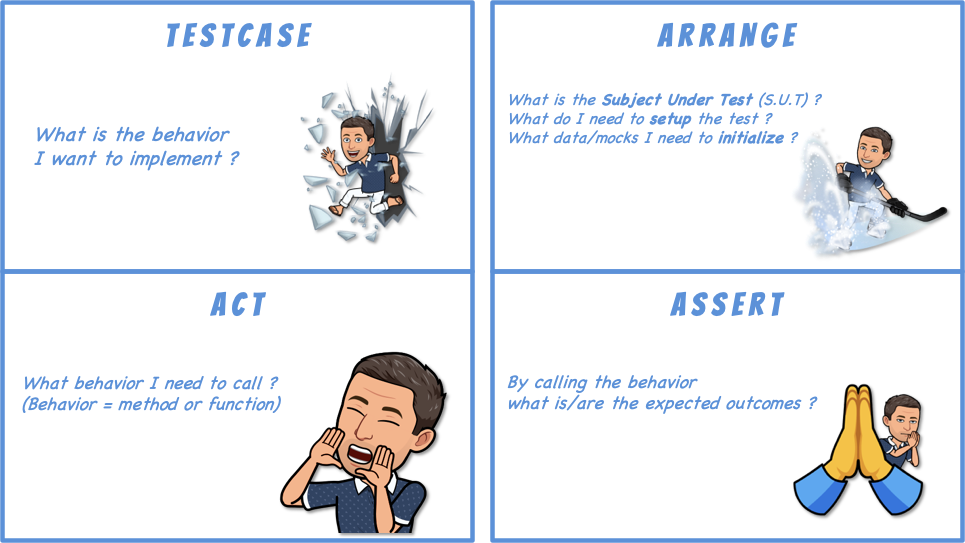 TESTCASE
What is the behavior
I want to implement ?
ARRANGE
What is the Subject Under Test (S.U.T) ?
What do I need to setup the test ?
What data/mocks I need to initialize ?
ACT
What behavior I need to call ?
(Behavior = method or function)
ASSERT
By calling the behavior
what is/are the expected outcomes ?